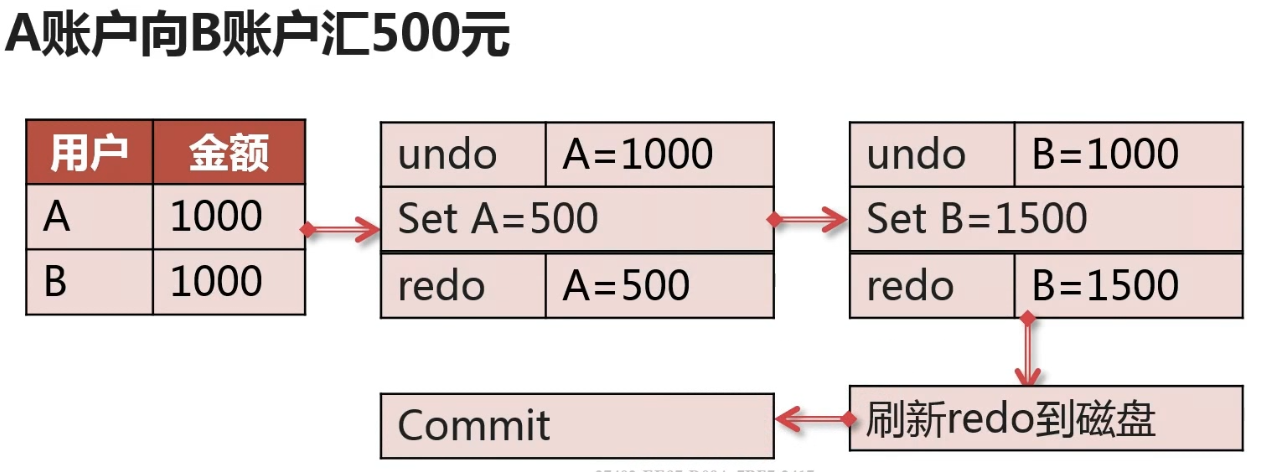 A账户向B账户汇500元
用户 金额
A 1000
B 1000
undo A=1000
Set A=500
redo A=500
undo B=1000
Set B=1500
redo B=1500
刷新redo到磁盘
Commit